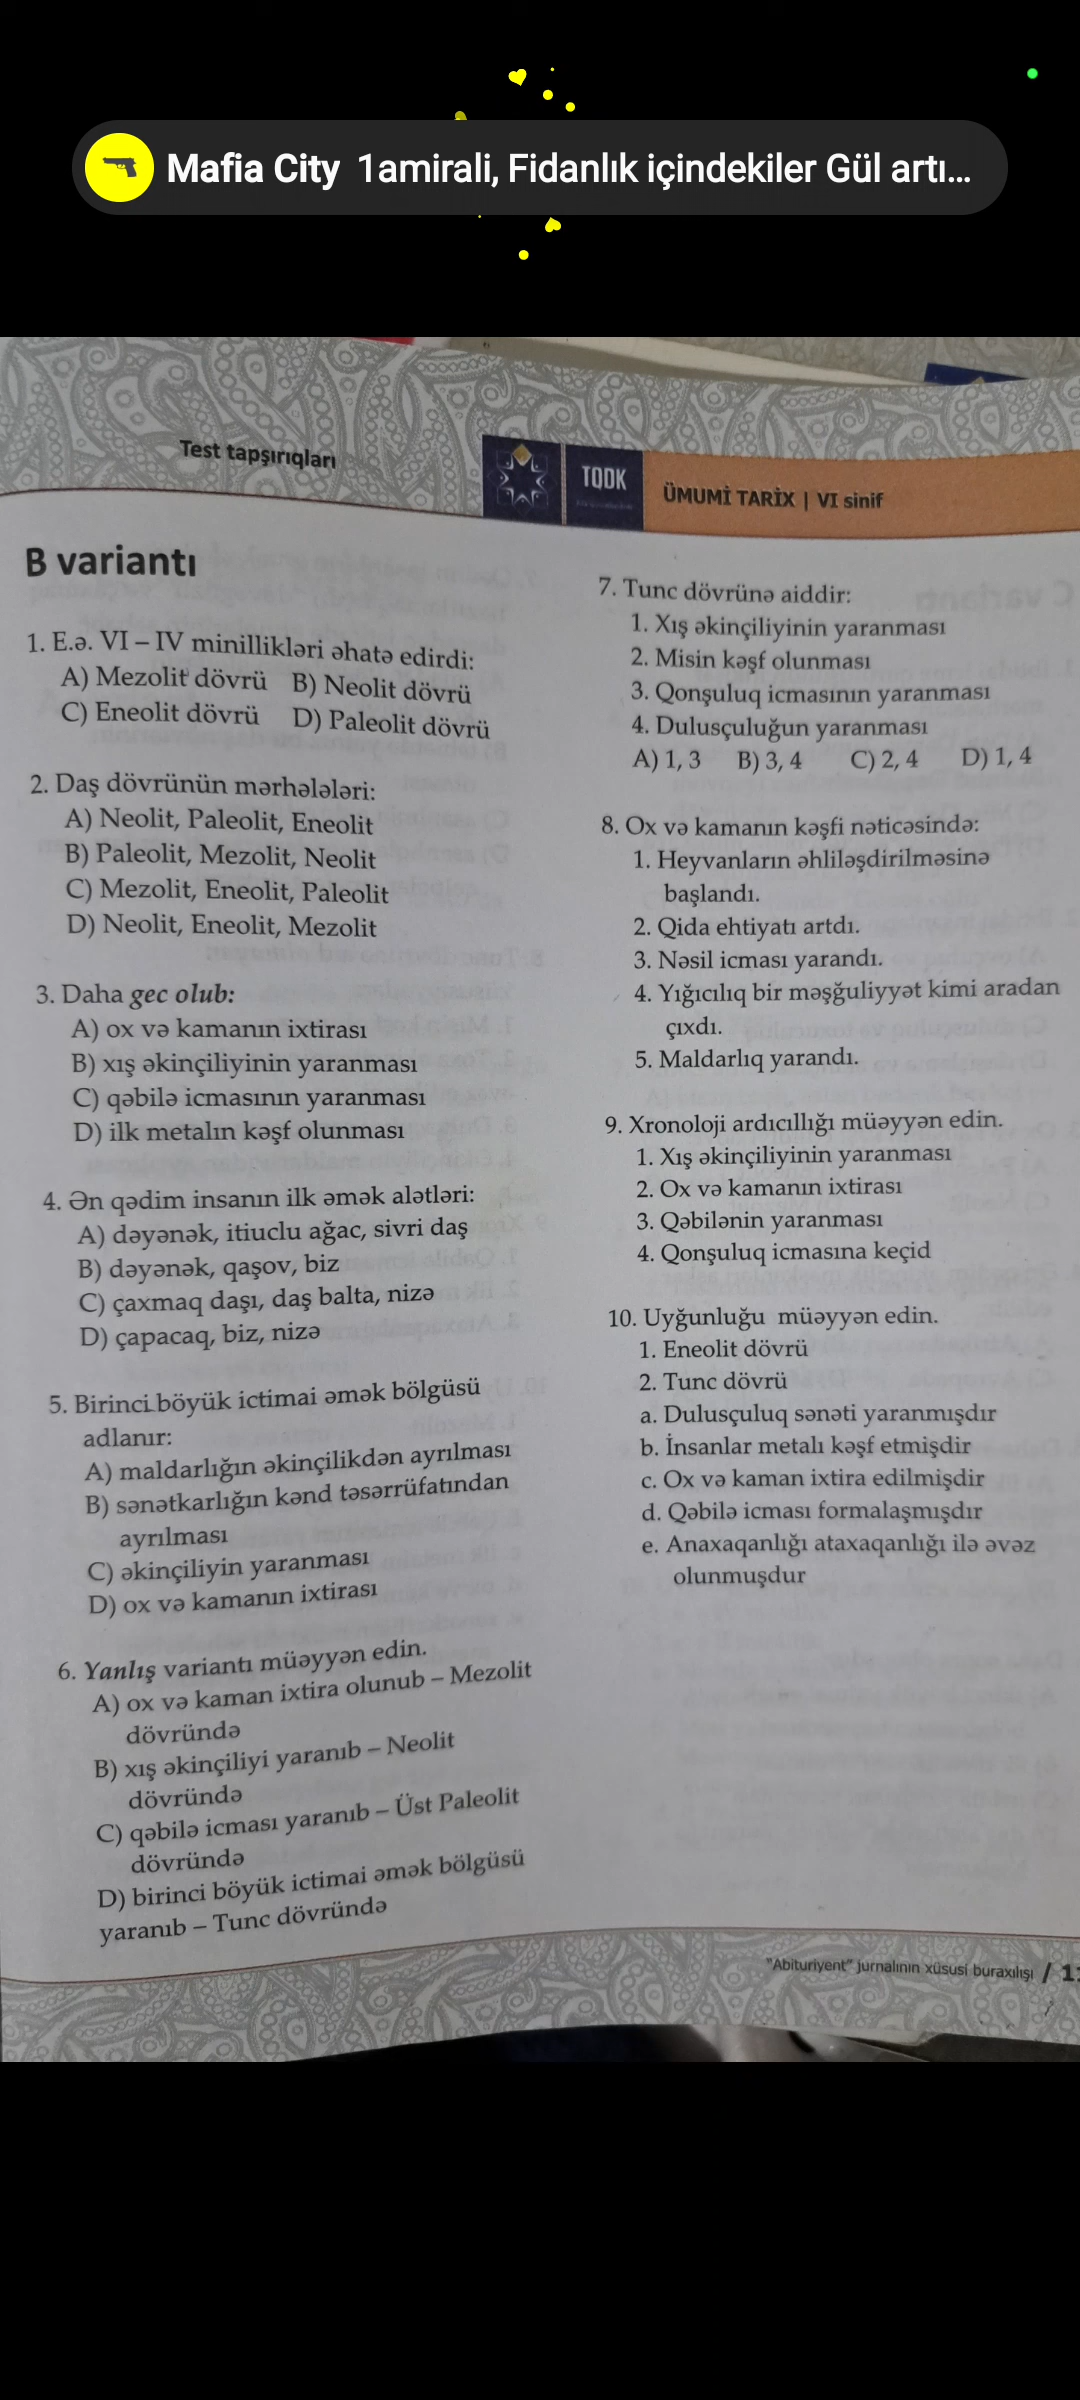 Mafia City 1amirali, Fidanlık içindekiler Gül artı...
Test tapşırıqları
TQDK
ÜMUMİ TARİX | VI sinif
B variantı
1. E.ə. VI – IV minillikləri əhatə edirdi:
A) Mezolit dövrü B) Neolit dövrü
C) Eneolit dövrü D) Paleolit dövrü
2. Daş dövrünün mərhələləri:
A) Neolit, Paleolit, Eneolit
B) Paleolit, Mezolit, Neolit
C) Mezolit, Eneolit, Paleolit
D) Neolit, Eneolit, Mezolit
3. Daha gec olub:
A) ox və kamanın ixtirası
B) xış əkinçiliyinin yaranması
C) qəbilə icmasının yaranması
D) ilk metalın kəşf olunması
4. Ən qədim insanın ilk əmək alətləri:
A) dəyənək, itiuclu ağac, sivri daş
B) dəyənək, qaşov, biz
C) çaxmaq daşı, daş balta, nizə
D) çapacaq, biz, nizə
5. Birinci böyük ictimai əmək bölgüsü
adlanır:
A) maldarlığın əkinçilikdən ayrılması
B) sənətkarlığın kənd təsərrüfatından
ayrılması
C) əkinçiliyin yaranması
D) ox və kamanın ixtirası
6. Yanlış variantı müəyyən edin.
A) ox və kaman ixtira olunub – Mezolit
dövründə
B) xış əkinçiliyi yaranıb – Neolit
dövründə
C) qəbilə icması yaranıb – Üst Paleolit
dövründə
D) birinci böyük ictimai əmək bölgüsü
yaranıb – Tunc dövründə
7. Tunc dövrünə aiddir:
1. Xış əkinçiliyinin yaranması
2. Misin kəşf olunması
3. Qonşuluq icmasının yaranması
4. Dulusçuluğun yaranması
A) 1, 3 B) 3, 4 C) 2, 4 D) 1, 4
8. Ox və kamanın kəşfi nəticəsində:
1. Heyvanların əhliləşdirilməsinə
başlandı.
2. Qida ehtiyatı artdı.
3. Nəsil icması yarandı.
4. Yığıcılıq bir məşğuliyyət kimi aradan
çıxdı.
5. Maldarlıq yarandı.
9. Xronoloji ardıcıllığı müəyyən edin.
1. Xış əkinçiliyinin yaranması
2. Ox və kamanın ixtirası
3. Qəbilənin yaranması
4. Qonşuluq icmasına keçid
10. Uyğunluğu müəyyən edin.
1. Eneolit dövrü
2. Tunc dövrü
a. Dulusçuluq sənəti yaranmışdır
b. İnsanlar metalı kəşf etmişdir
c. Ox və kaman ixtira edilmişdir
d. Qəbilə icması formalaşmışdır
e. Anaxaqanlığı ataxaqanlığı ilə əvəz
olunmuşdur
"Abituriyent" jurnalının xüsusi buraxılışı /